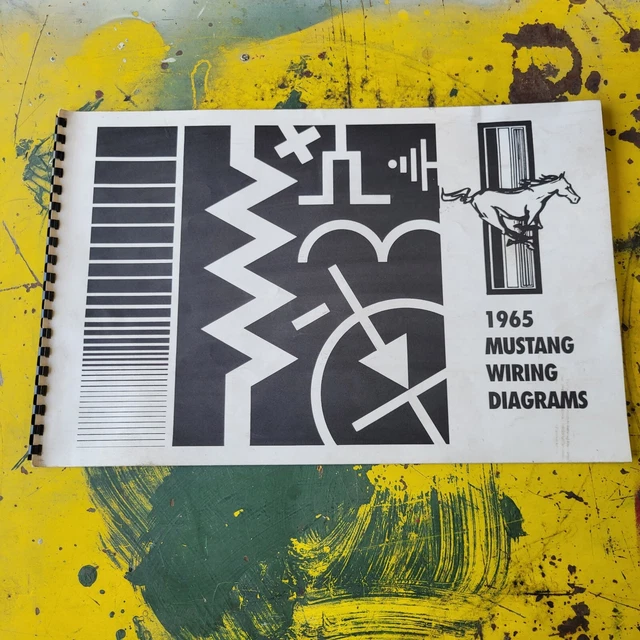 1965
MUSTANG
WIRING
DIAGRAMS